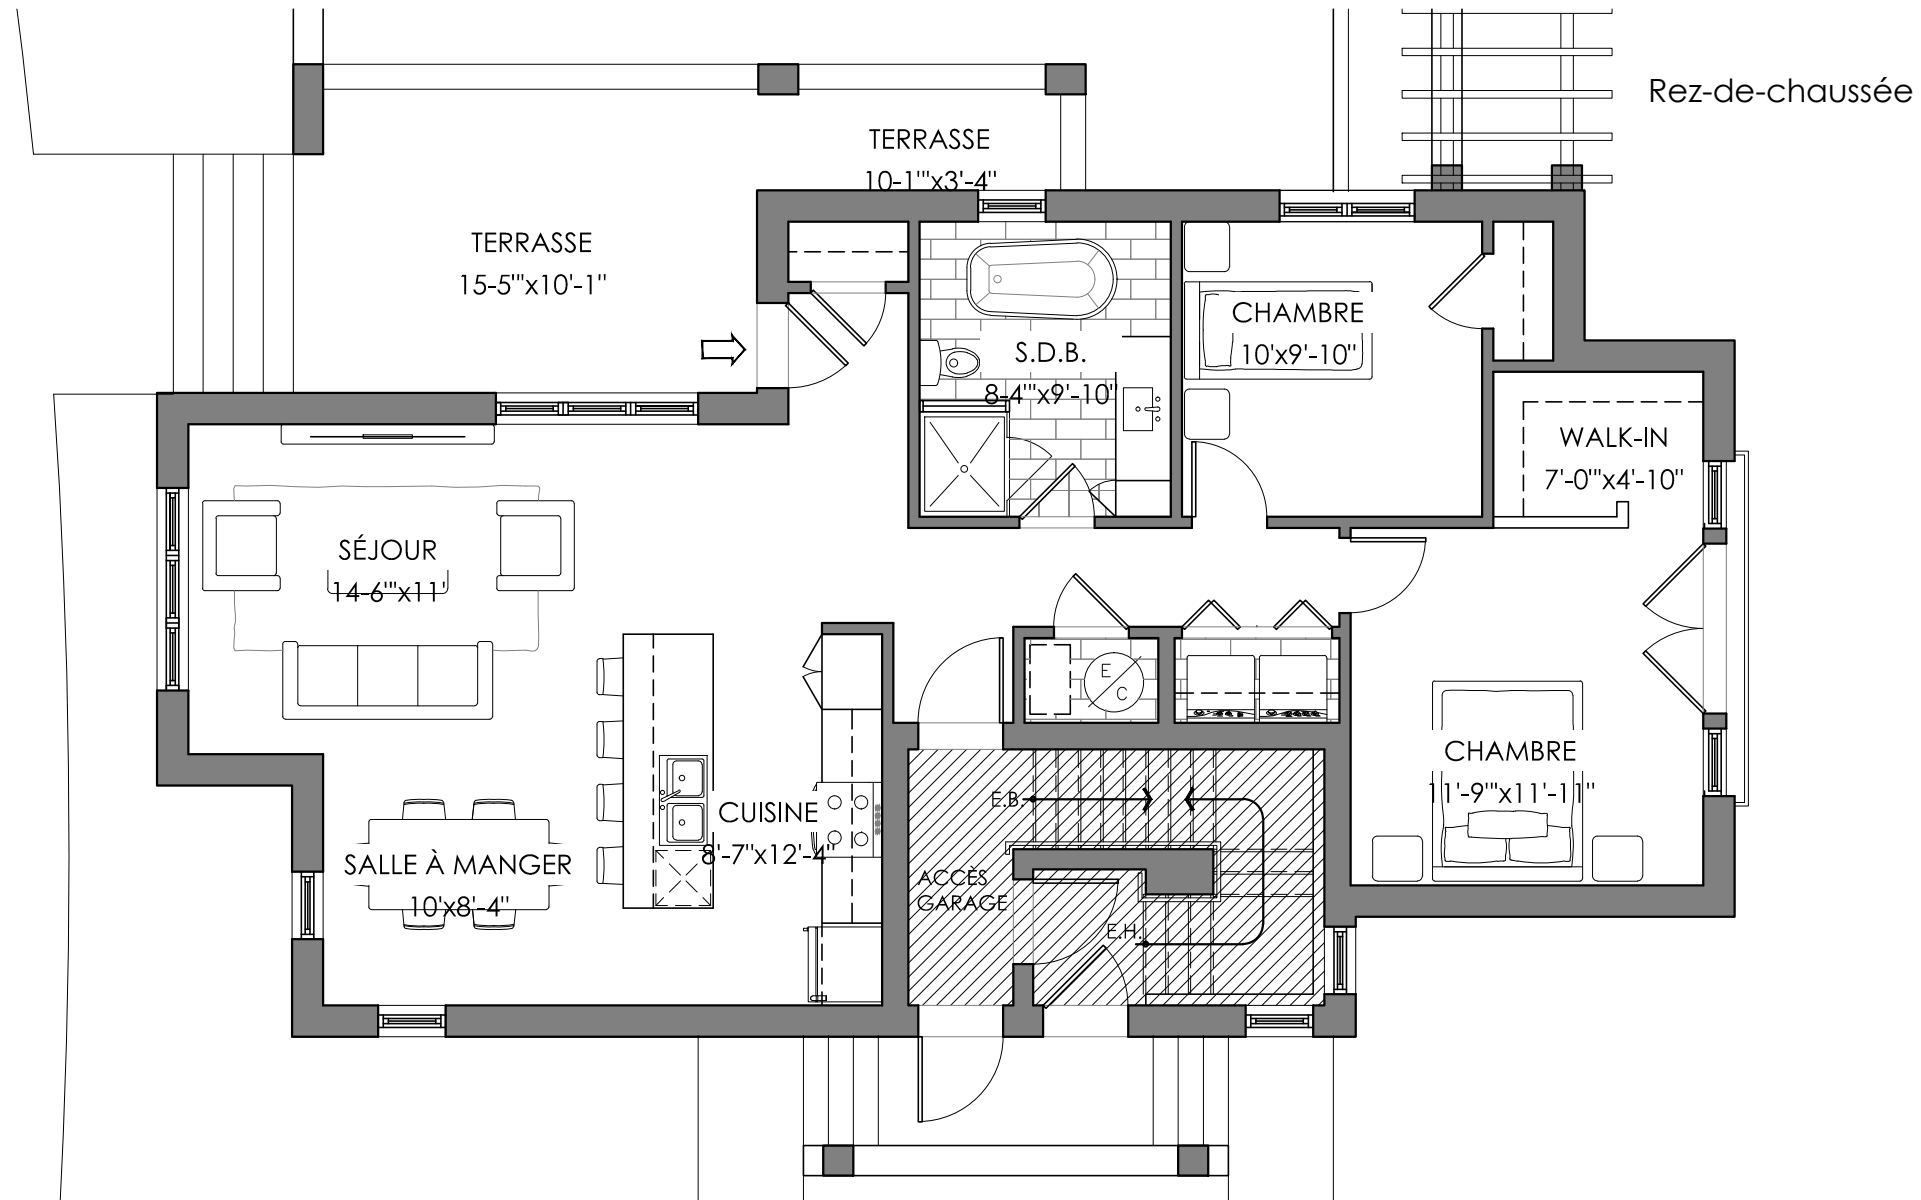 Rez-de-chaussée
TERRASSE
10-1'"x3'-4"
TERRASSE
15-5'"x10'-1"
CHAMBRE
10'x9'-10"
S.D.B.
8-4'"x9'-10"
WALK-IN
7'-0'"x4'-10"
SÉJOUR
14-6'"x11'
E
C
CHAMBRE
11'-9'"x11'-11"
CUISINE
8'-7"x12'-4"
E.B.
SALLE À MANGER
10'x8'-4"
ACCÈS
GARAGE
E.H.